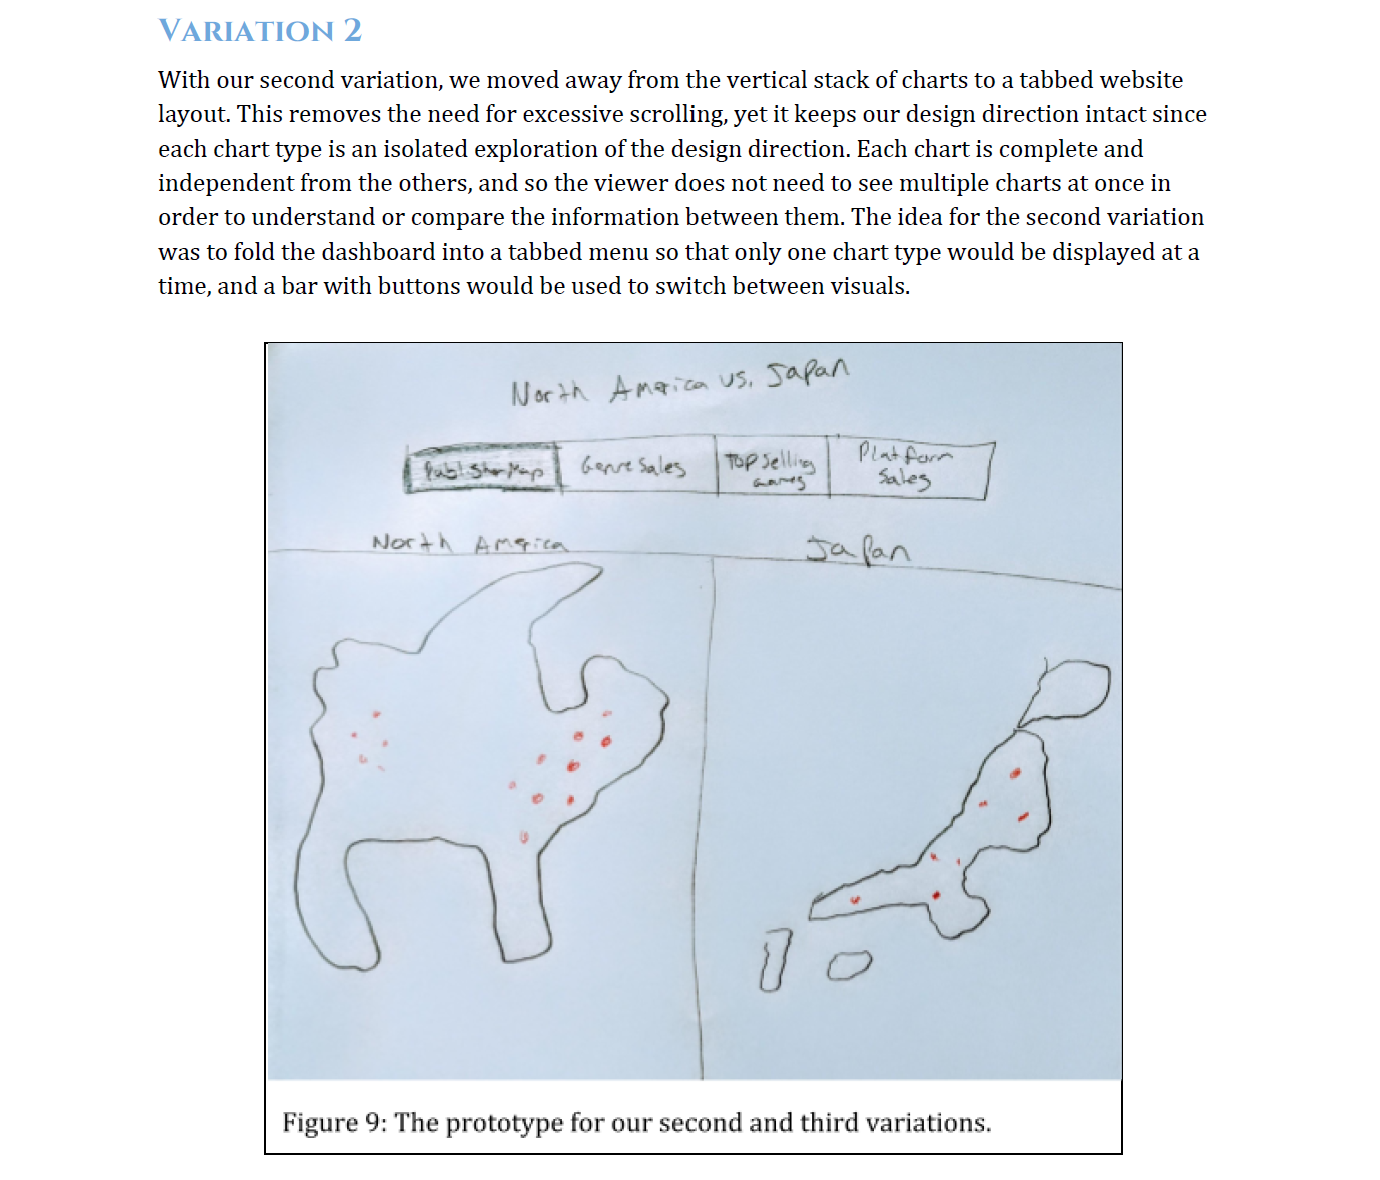 VARIATION 2
With our second variation, we moved away from the vertical stack of charts to a tabbed website
layout. This removes the need for excessive scrolling, yet it keeps our design direction intact since
each chart type is an isolated exploration of the design direction. Each chart is complete and
independent from the others, and so the viewer does not need to see multiple charts at once in
order to understand or compare the information between them. The idea for the second variation
was to fold the dashboard into a tabbed menu so that only one chart type would be displayed at a
time, and a bar with buttons would be used to switch between visuals.
North America vs. Japan
Publisher Map
Genre Sales
Top Selling
Games
Platform
Sales
North America
Japan
Figure 9: The prototype for our second and third variations.